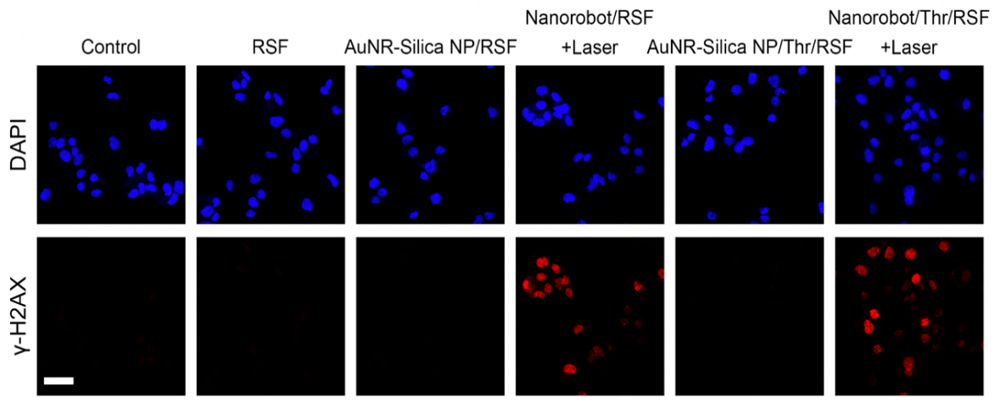 Nanorobot/RSF
Nanorobot/Thr/RSF
Control
RSF
AuNR-Silica NP/RSF
+Laser
AuNR-Silica NP/Thr/RSF
+Laser
DAPI
γ-H2AX